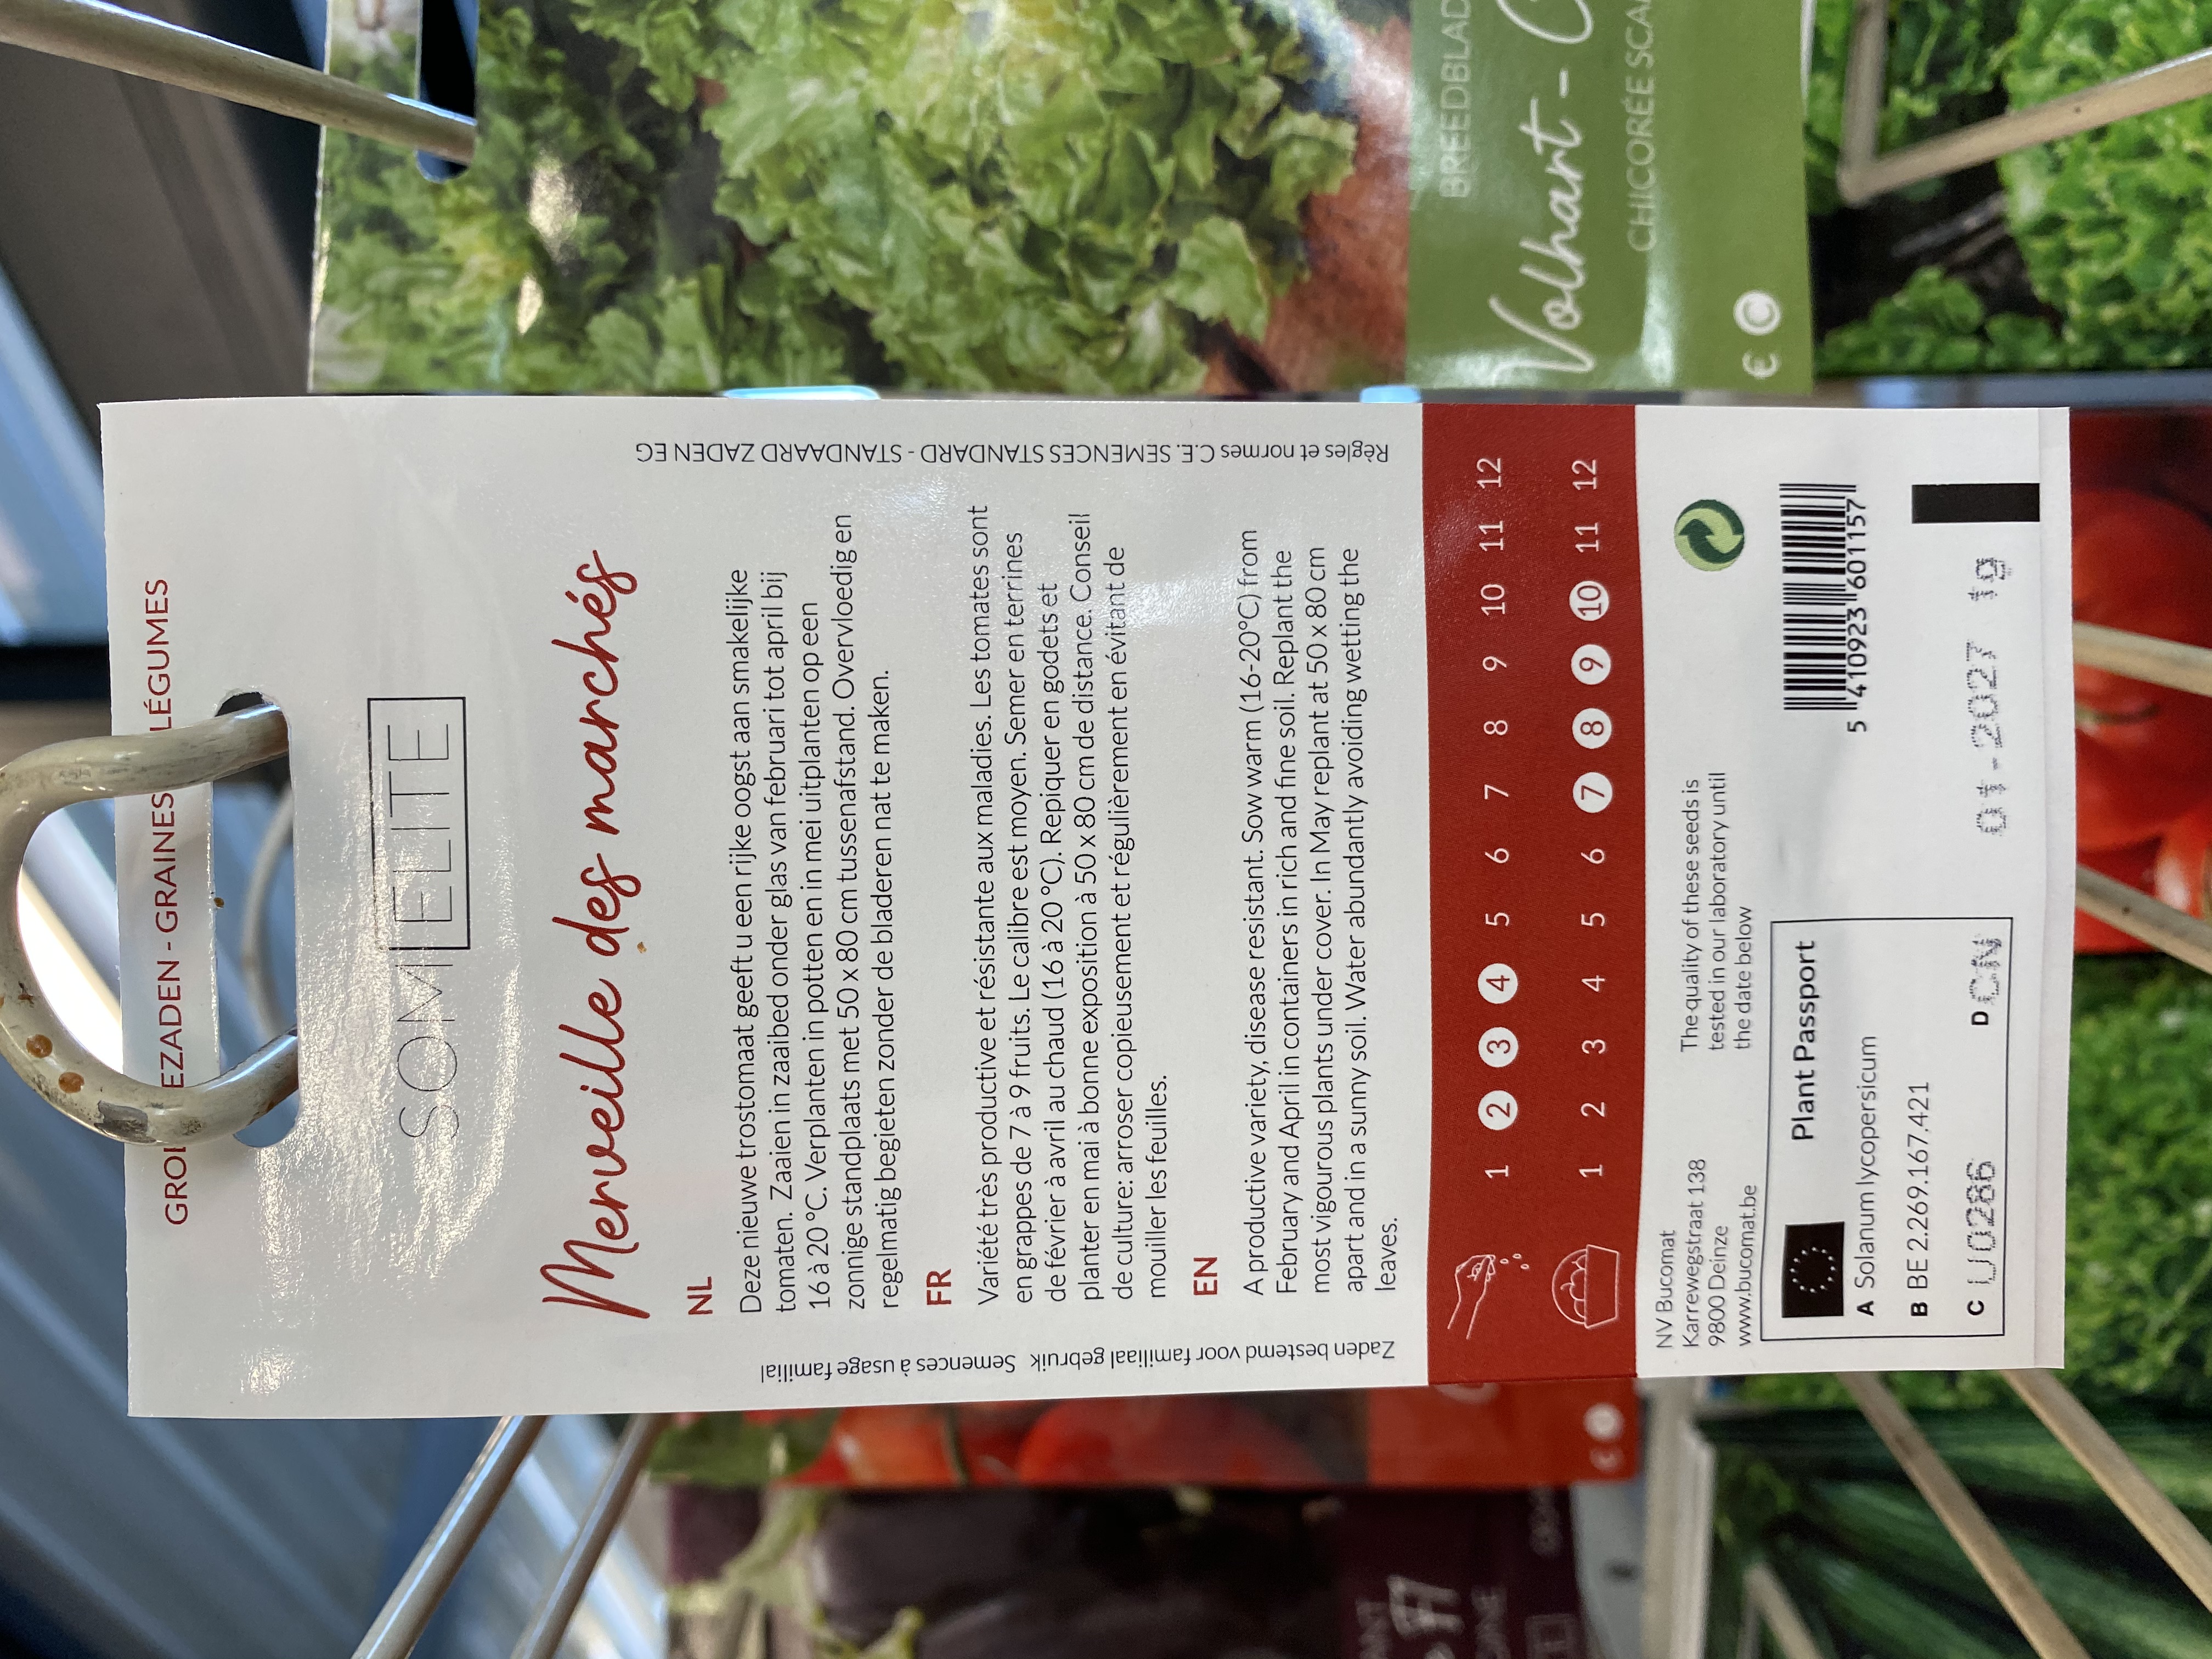 GROENTEZADEN - GRAINES LÉGUMES
SOM ELITE
Merveille des marchés
NL
Deze nieuwe trostomaat geeft u een rijke oogst aan smakelijke
tomaten. Zaaien in zaaibed onder glas van februari tot april bij
16 à 20 °C. Verplanten in potten en in mei uitplanten op een
zonnige standplaats met 50 x 80 cm tussenafstand. Overvloedig en
regelmatig begieten zonder de bladeren nat te maken.
FR
Variété très productive et résistante aux maladies. Les tomates sont
en grappes de 7 à 9 fruits. Le calibre est moyen. Semer en terrines
de février à avril au chaud (16 à 20 °C). Repiquer en godets et
planter en mai à bonne exposition à 50 x 80 cm de distance. Conseil
de culture: arroser copieusement et régulièrement en évitant de
mouiller les feuilles.
EN
A productive variety, disease resistant. Sow warm (16-20°C) from
February and April in containers in rich and fine soil. Replant the
most vigourous plants under cover. In May replant at 50 x 80 cm
apart and in a sunny soil. Water abundantly avoiding wetting the
leaves.
Zaden bestemd voor familiaal gebruik Semences à usage familial
Règles et normes C.E. SEMENCES STANDARD - STANDAARD ZADEN EG
1 2 3 4 5 6 7 8 9 10 11 12
1 2 3 4 5 6 7 8 9 10 11 12
NV Bucomat
Karrewegstraat 138
9800 Deinze
www.bucomat.be
The quality of these seeds is
tested in our laboratory until
the date below
Plant Passport
A Solanum lycopersicum
B BE 2.269.167.421
C U0286
D CN
5 410923 601157
01-2027 1g
BREEDBLAD
Volhart - C
CHICORÉE SCA
€ C